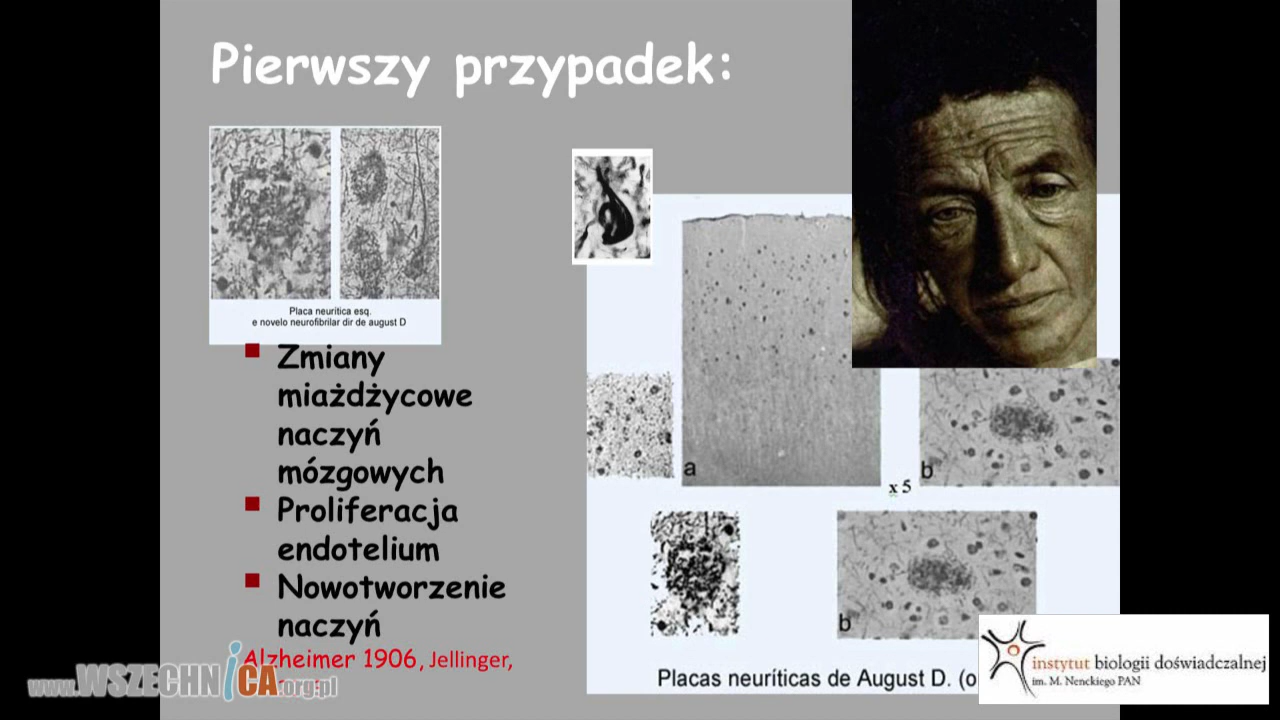 Pierwszy przypadek:
Placa neurítica esq.
e novelo neurofibrilar dir de august D
Zmiany
miażdżycowe
naczyń
mózgowych
Proliferacja
endotelium
Nowotworzenie
naczyń
Alzheimer 1906, Jellinger,
a
b
x 5
b
Placas neuríticas de August D. (o
www.WSZECHNiCA.org.pl
instytut biologii doświadczalnej
im. M. Nenckiego PAN